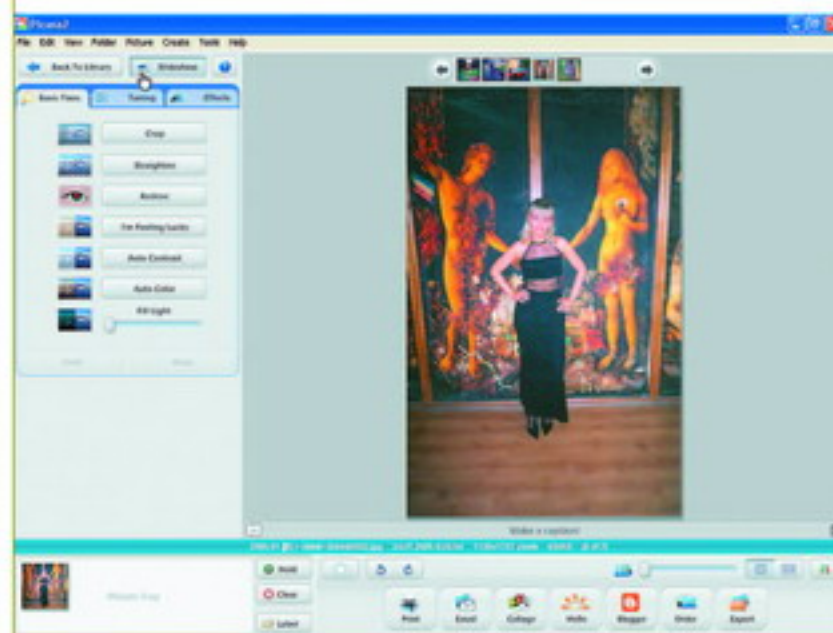 Picasa2
File Edit View Folder Picture Create Tools Help
Back To Library Slideshow
Basic Fixes Tuning Effects
Crop
Straighten
Redeye
I'm Feeling Lucky
Auto Contrast
Auto Color
Fill Light
Make a caption!
Hold
Clear
Label
Print Email Collage Hello Blogger Order Export